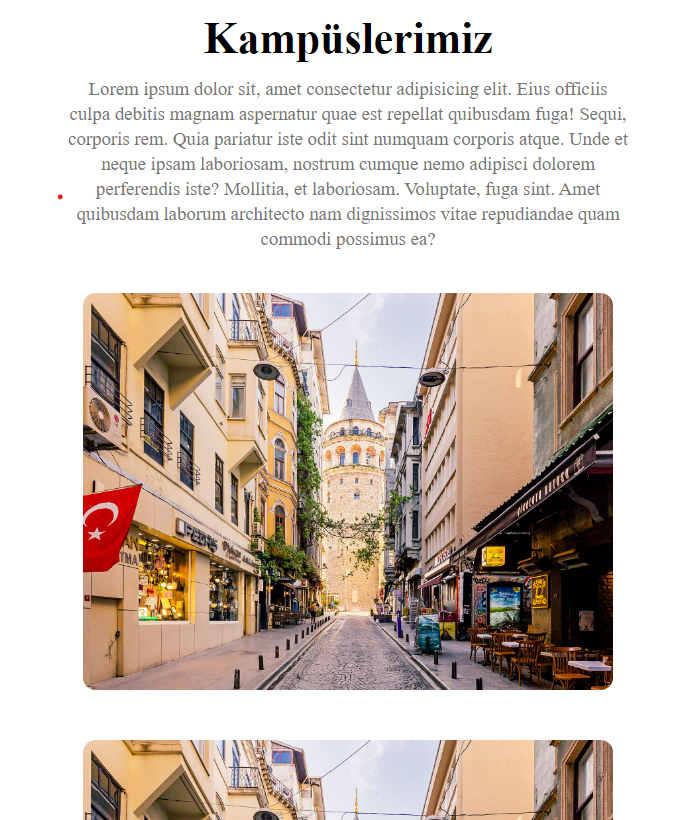 Kampüslerimiz
Lorem ipsum dolor sit, amet consectetur adipisicing elit. Eius officiis
culpa debitis magnam aspernatur quae est repellat quibusdam fuga! Sequi,
corporis rem. Quia pariatur iste odit sint numquam corporis atque. Unde et
neque ipsam laboriosam, nostrum cumque nemo adipisci dolorem
perferendis iste? Mollitia, et laboriosam. Voluptate, fuga sint. Amet
quibusdam laborum architecto nam dignissimos vitae repudiandae quam
commodi possimus ea?